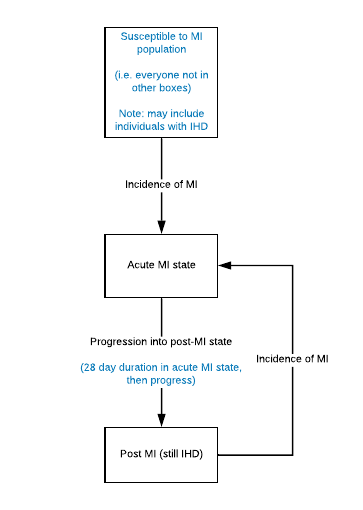 Susceptible to MI
population
(i.e. everyone not in
other boxes)
Note: may include
individuals with IHD
Incidence of MI
Acute MI state
Progression into post-MI state
(28 day duration in acute MI state,
then progress)
Incidence of MI
Post MI (still IHD)